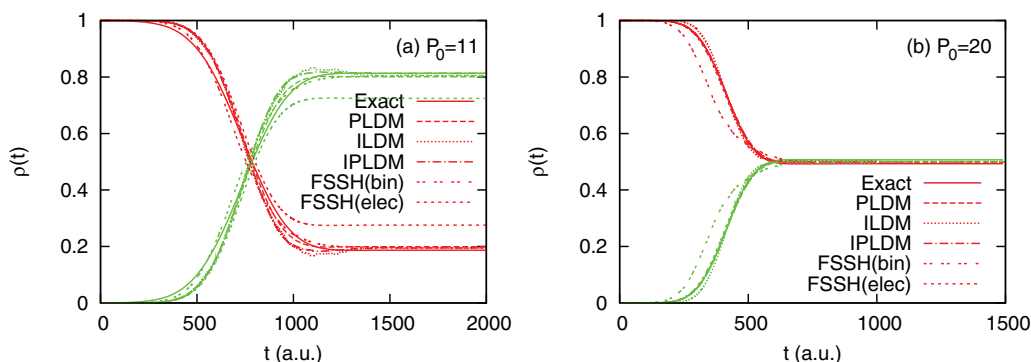 (a) P₀=11
ρ(t)
1
0.8
0.6
0.4
0.2
0
Exact
PLDM
ILDM
IPLDM
FSSH(bin)
FSSH(elec)
0 500 1000 1500 2000
t (a.u.)
(b) P₀=20
ρ(t)
1
0.8
0.6
0.4
0.2
0
Exact
PLDM
ILDM
IPLDM
FSSH(bin)
FSSH(elec)
0 500 1000 1500
t (a.u.)